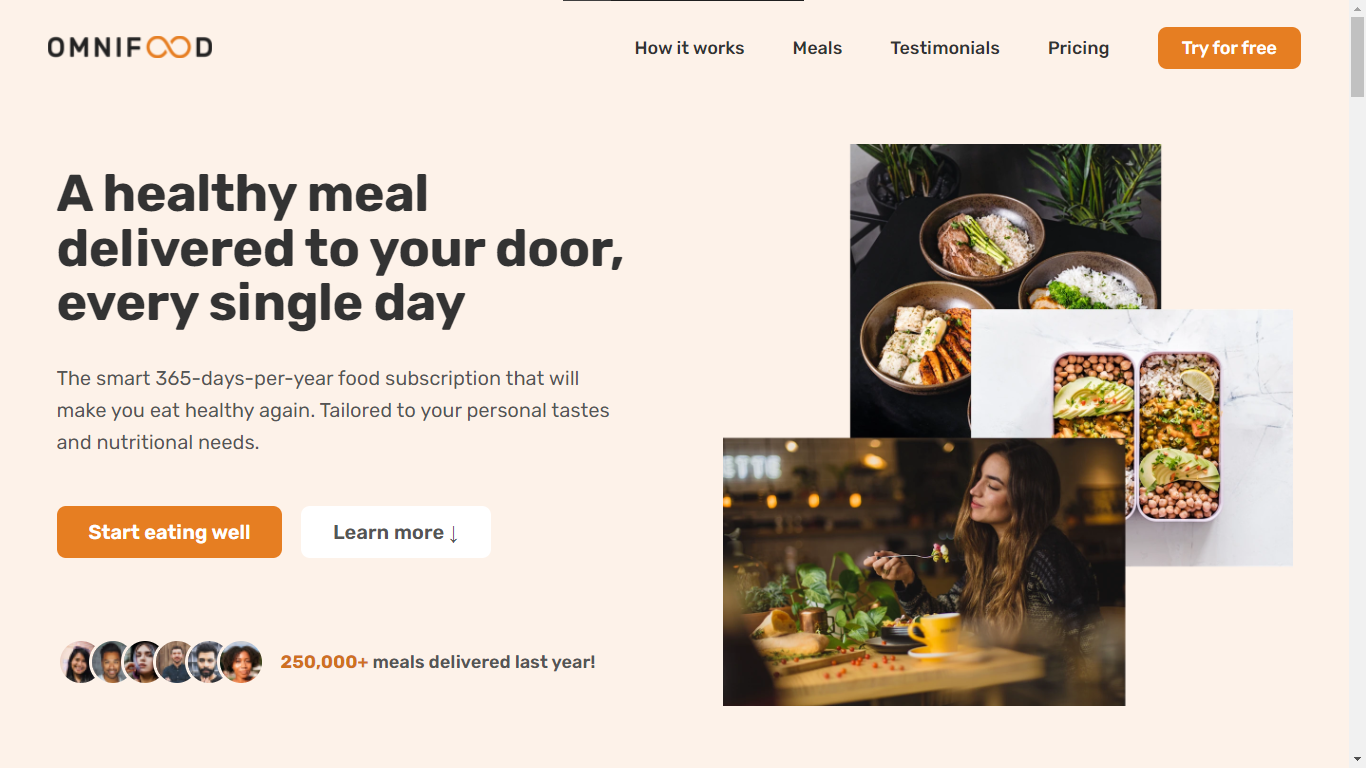 OMNIFOOD
How it works
Meals
Testimonials
Pricing
Try for free
A healthy meal
delivered to your door,
every single day
The smart 365-days-per-year food subscription that will
make you eat healthy again. Tailored to your personal tastes
and nutritional needs.
Start eating well
Learn more ↓
250,000+ meals delivered last year!
ETTE